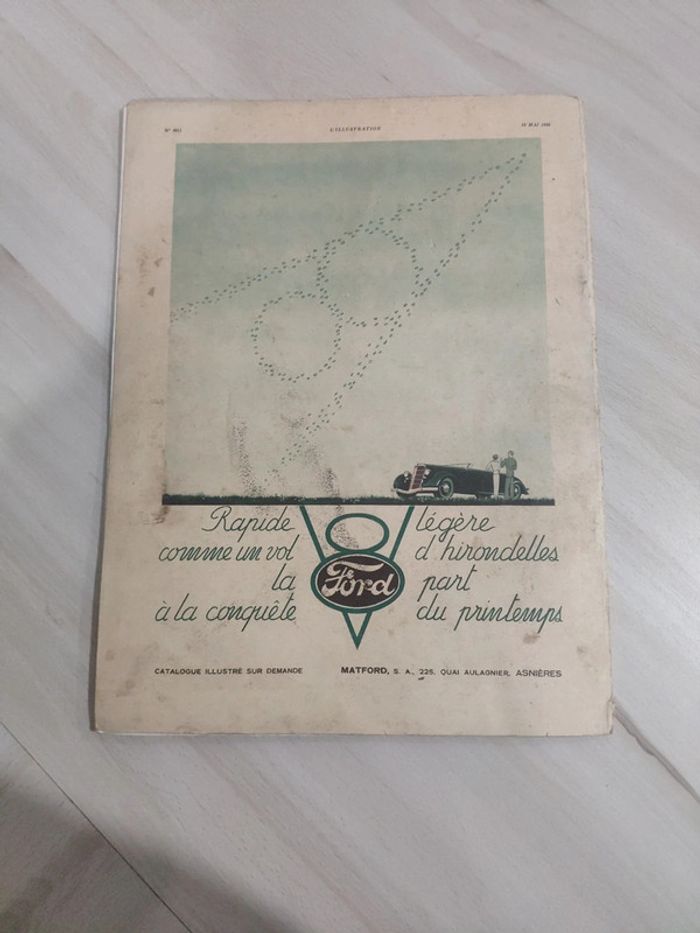 L'ILLUSTRATION
MAI
Rapide légère
comme un vol d'hirondelles
la Ford part
à la conquête du printemps
CATALOGUE ILLUSTRÉ SUR DEMANDE MATFORD, S. A., 225, QUAI AULAGNIER, ASNIÈRES